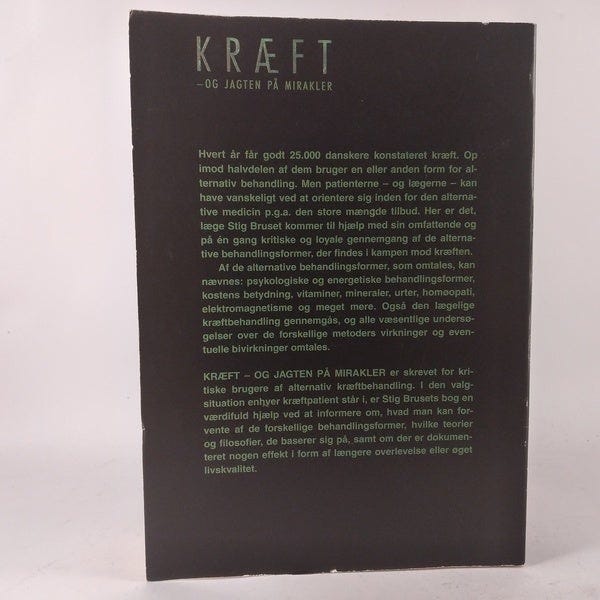 KRÆFT
– OG JAGTEN PÅ MIRAKLER
Hvert år får godt 25.000 danskere konstateret kræft. Op
imod halvdelen af dem bruger en eller anden form for al-
ternativ behandling. Men patienterne – og lægerne – kan
have vanskeligt ved at orientere sig inden for den alterna-
tive medicin p.g.a. den store mængde tilbud. Her er det,
læge Stig Bruset kommer til hjælp med sin omfattende og
på én gang kritiske og loyale gennemgang af de alterna-
tive behandlingsformer, der findes i kampen mod kræften.
Af de alternative behandlingsformer, som omtales, kan
nævnes: psykologiske og energetiske behandlingsformer,
kostens betydning, vitaminer, mineraler, urter, homøopati,
elektromagnetisme og meget mere. Også den lægelige
kræftbehandling gennemgås, og alle væsentlige undersø-
gelser over de forskellige metoders virkninger og even-
tuelle bivirkninger omtales.
KRÆFT – OG JAGTEN PÅ MIRAKLER er skrevet for kri-
tiske brugere af alternativ kræftbehandling. I den valg-
situation enhver kræftpatient står i, er Stig Brusets bog en
værdifuld hjælp ved at informere om, hvad man kan for-
vente af de forskellige behandlingsformer, hvilke teorier
og filosofier, de baserer sig på, samt om der er dokumen-
teret nogen effekt i form af længere overlevelse eller øget
livskvalitet.